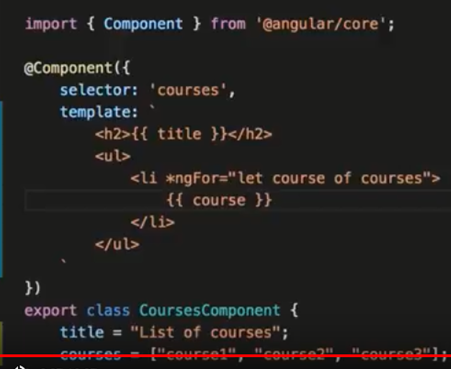 import { Component } from '@angular/core';
@Component({
selector: 'courses',
template: `
<h2>{{ title }}</h2>
<ul>
<li *ngFor="let course of courses">
{{ course }}
</li>
</ul>
`
})
export class CoursesComponent {
title = "List of courses";
courses = ["course1", "course2", "course3"];